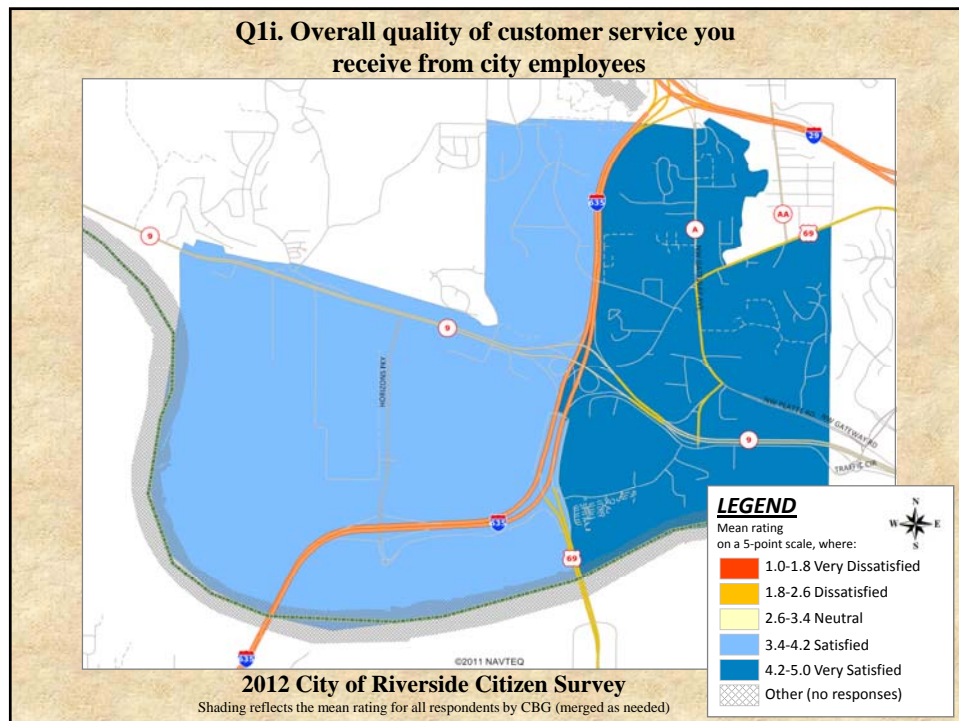 Q1i. Overall quality of customer service you
receive from city employees
29
635
AA
A
69
9
9
HORIZONS PKY
NW PLATTE RD
NW GATEWAY RD
9
TRAFFIC CIR
635
69
635
©2011 NAVTEQ
LEGEND
Mean rating
on a 5-point scale, where:
N
W
E
S
1.0-1.8 Very Dissatisfied
1.8-2.6 Dissatisfied
2.6-3.4 Neutral
3.4-4.2 Satisfied
4.2-5.0 Very Satisfied
Other (no responses)
2012 City of Riverside Citizen Survey
Shading reflects the mean rating for all respondents by CBG (merged as needed)